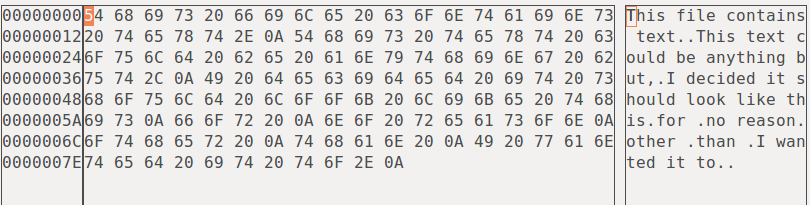 00000000 54 68 69 73 20 66 69 6C 65 20 63 6F 6E 74 61 69 6E 73 This file contains
00000012 20 74 65 78 74 2E 0A 54 68 69 73 20 74 65 78 74 20 63  text..This text c
00000024 6F 75 6C 64 20 62 65 20 61 6E 79 74 68 69 6E 67 20 62 ould be anything b
00000036 75 74 2C 0A 49 20 64 65 63 69 64 65 64 20 69 74 20 73 ut,.I decided it s
00000048 68 6F 75 6C 64 20 6C 6F 6F 6B 20 6C 69 6B 65 20 74 68 hould look like th
0000005A 69 73 0A 66 6F 72 20 0A 6E 6F 20 72 65 61 73 6F 6E 0A is.for .no reason.
0000006C 6F 74 68 65 72 20 0A 74 68 61 6E 20 0A 49 20 77 61 6E other .than .I wan
0000007E 74 65 64 20 69 74 20 74 6F 2E 0A ted it to..